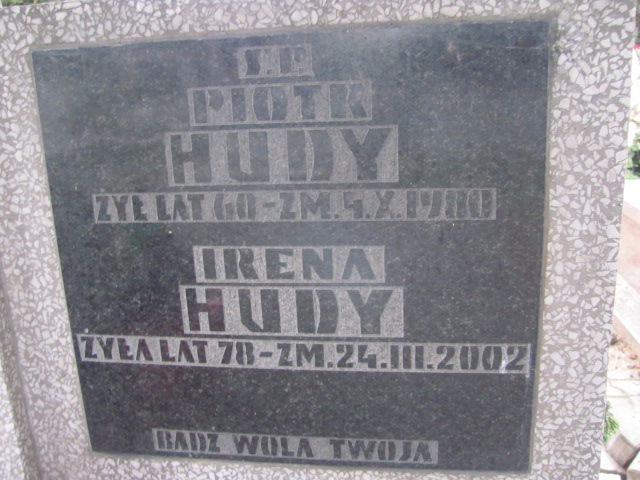 Ś.P.
PIOTR
HUDY
ŻYŁ LAT 60-ZM.4.X.1980
IRENA
HUDY
ŻYŁA LAT 78-ZM.24.III.2002
BĄDŹ WOLA TWOJA